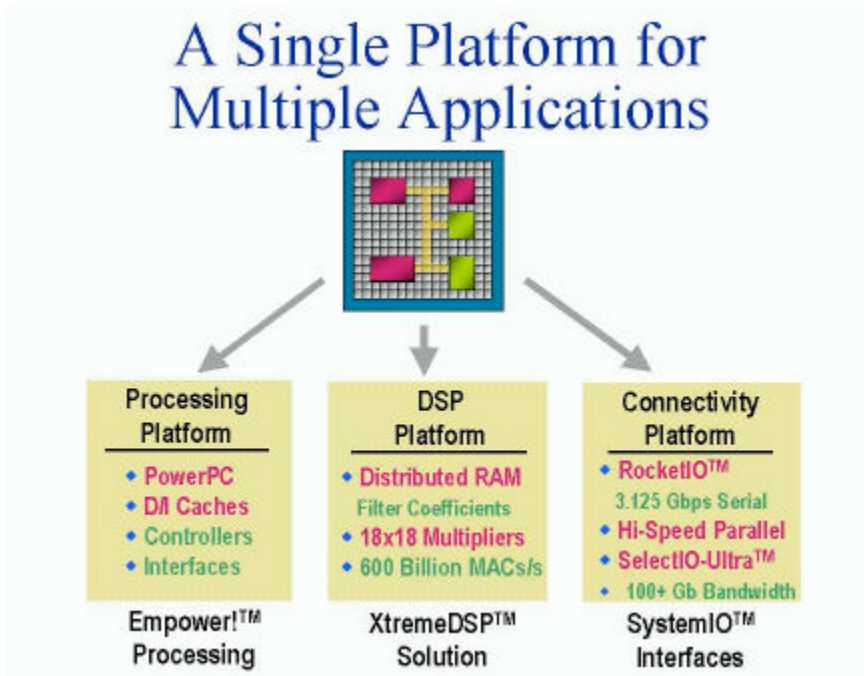 A Single Platform for
Multiple Applications
Processing
Platform
PowerPC
D/I Caches
Controllers
Interfaces
Empower!™
Processing
DSP
Platform
Distributed RAM
Filter Coefficients
18x18 Multipliers
600 Billion MACs/s
XtremeDSP™
Solution
Connectivity
Platform
RocketIO™
3.125 Gbps Serial
Hi-Speed Parallel
SelectIO-Ultra™
100+ Gb Bandwidth
SystemIO™
Interfaces